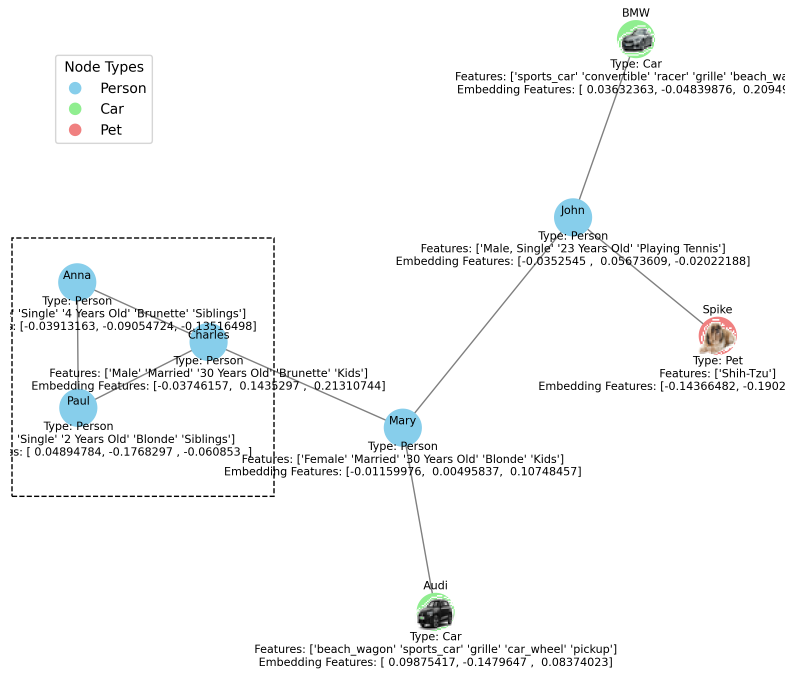 BMW
Type: Car
Features: ['sports_car' 'convertible' 'racer' 'grille' 'beach_wa
Embedding Features: [ 0.03632363, -0.04839876,  0.20949
Node Types
Person
Car
Pet
John
Type: Person
Features: ['Male, Single' '23 Years Old' 'Playing Tennis']
Embedding Features: [-0.0352545 ,  0.05673609, -0.02022188]
Anna
Type: Person
'Single' '4 Years Old' 'Brunette' 'Siblings']
s: [-0.03913163, -0.09054724, -0.13516498]
Spike
Type: Pet
Features: ['Shih-Tzu']
Embedding Features: [-0.14366482, -0.1902
Charles
Type: Person
Features: ['Male' 'Married' '30 Years Old' 'Brunette' 'Kids']
Embedding Features: [-0.03746157,  0.1435297 ,  0.21310744]
Paul
Type: Person
'Single' '2 Years Old' 'Blonde' 'Siblings']
s: [ 0.04894784, -0.1768297 , -0.060853  ]
Mary
Type: Person
Features: ['Female' 'Married' '30 Years Old' 'Blonde' 'Kids']
Embedding Features: [-0.01159976,  0.00495837,  0.10748457]
Audi
Type: Car
Features: ['beach_wagon' 'sports_car' 'grille' 'car_wheel' 'pickup']
Embedding Features: [ 0.09875417, -0.1479647 ,  0.08374023]